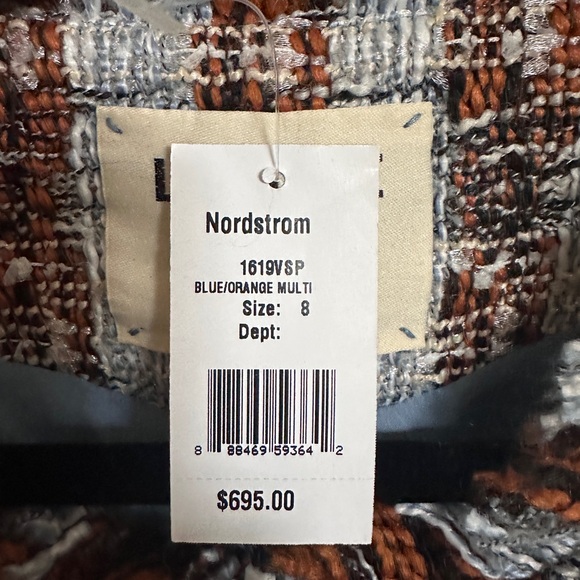 Nordstrom
1619VSP
BLUE/ORANGE MULTI
Size: 8
Dept:
8 88469 59364 2
$695.00